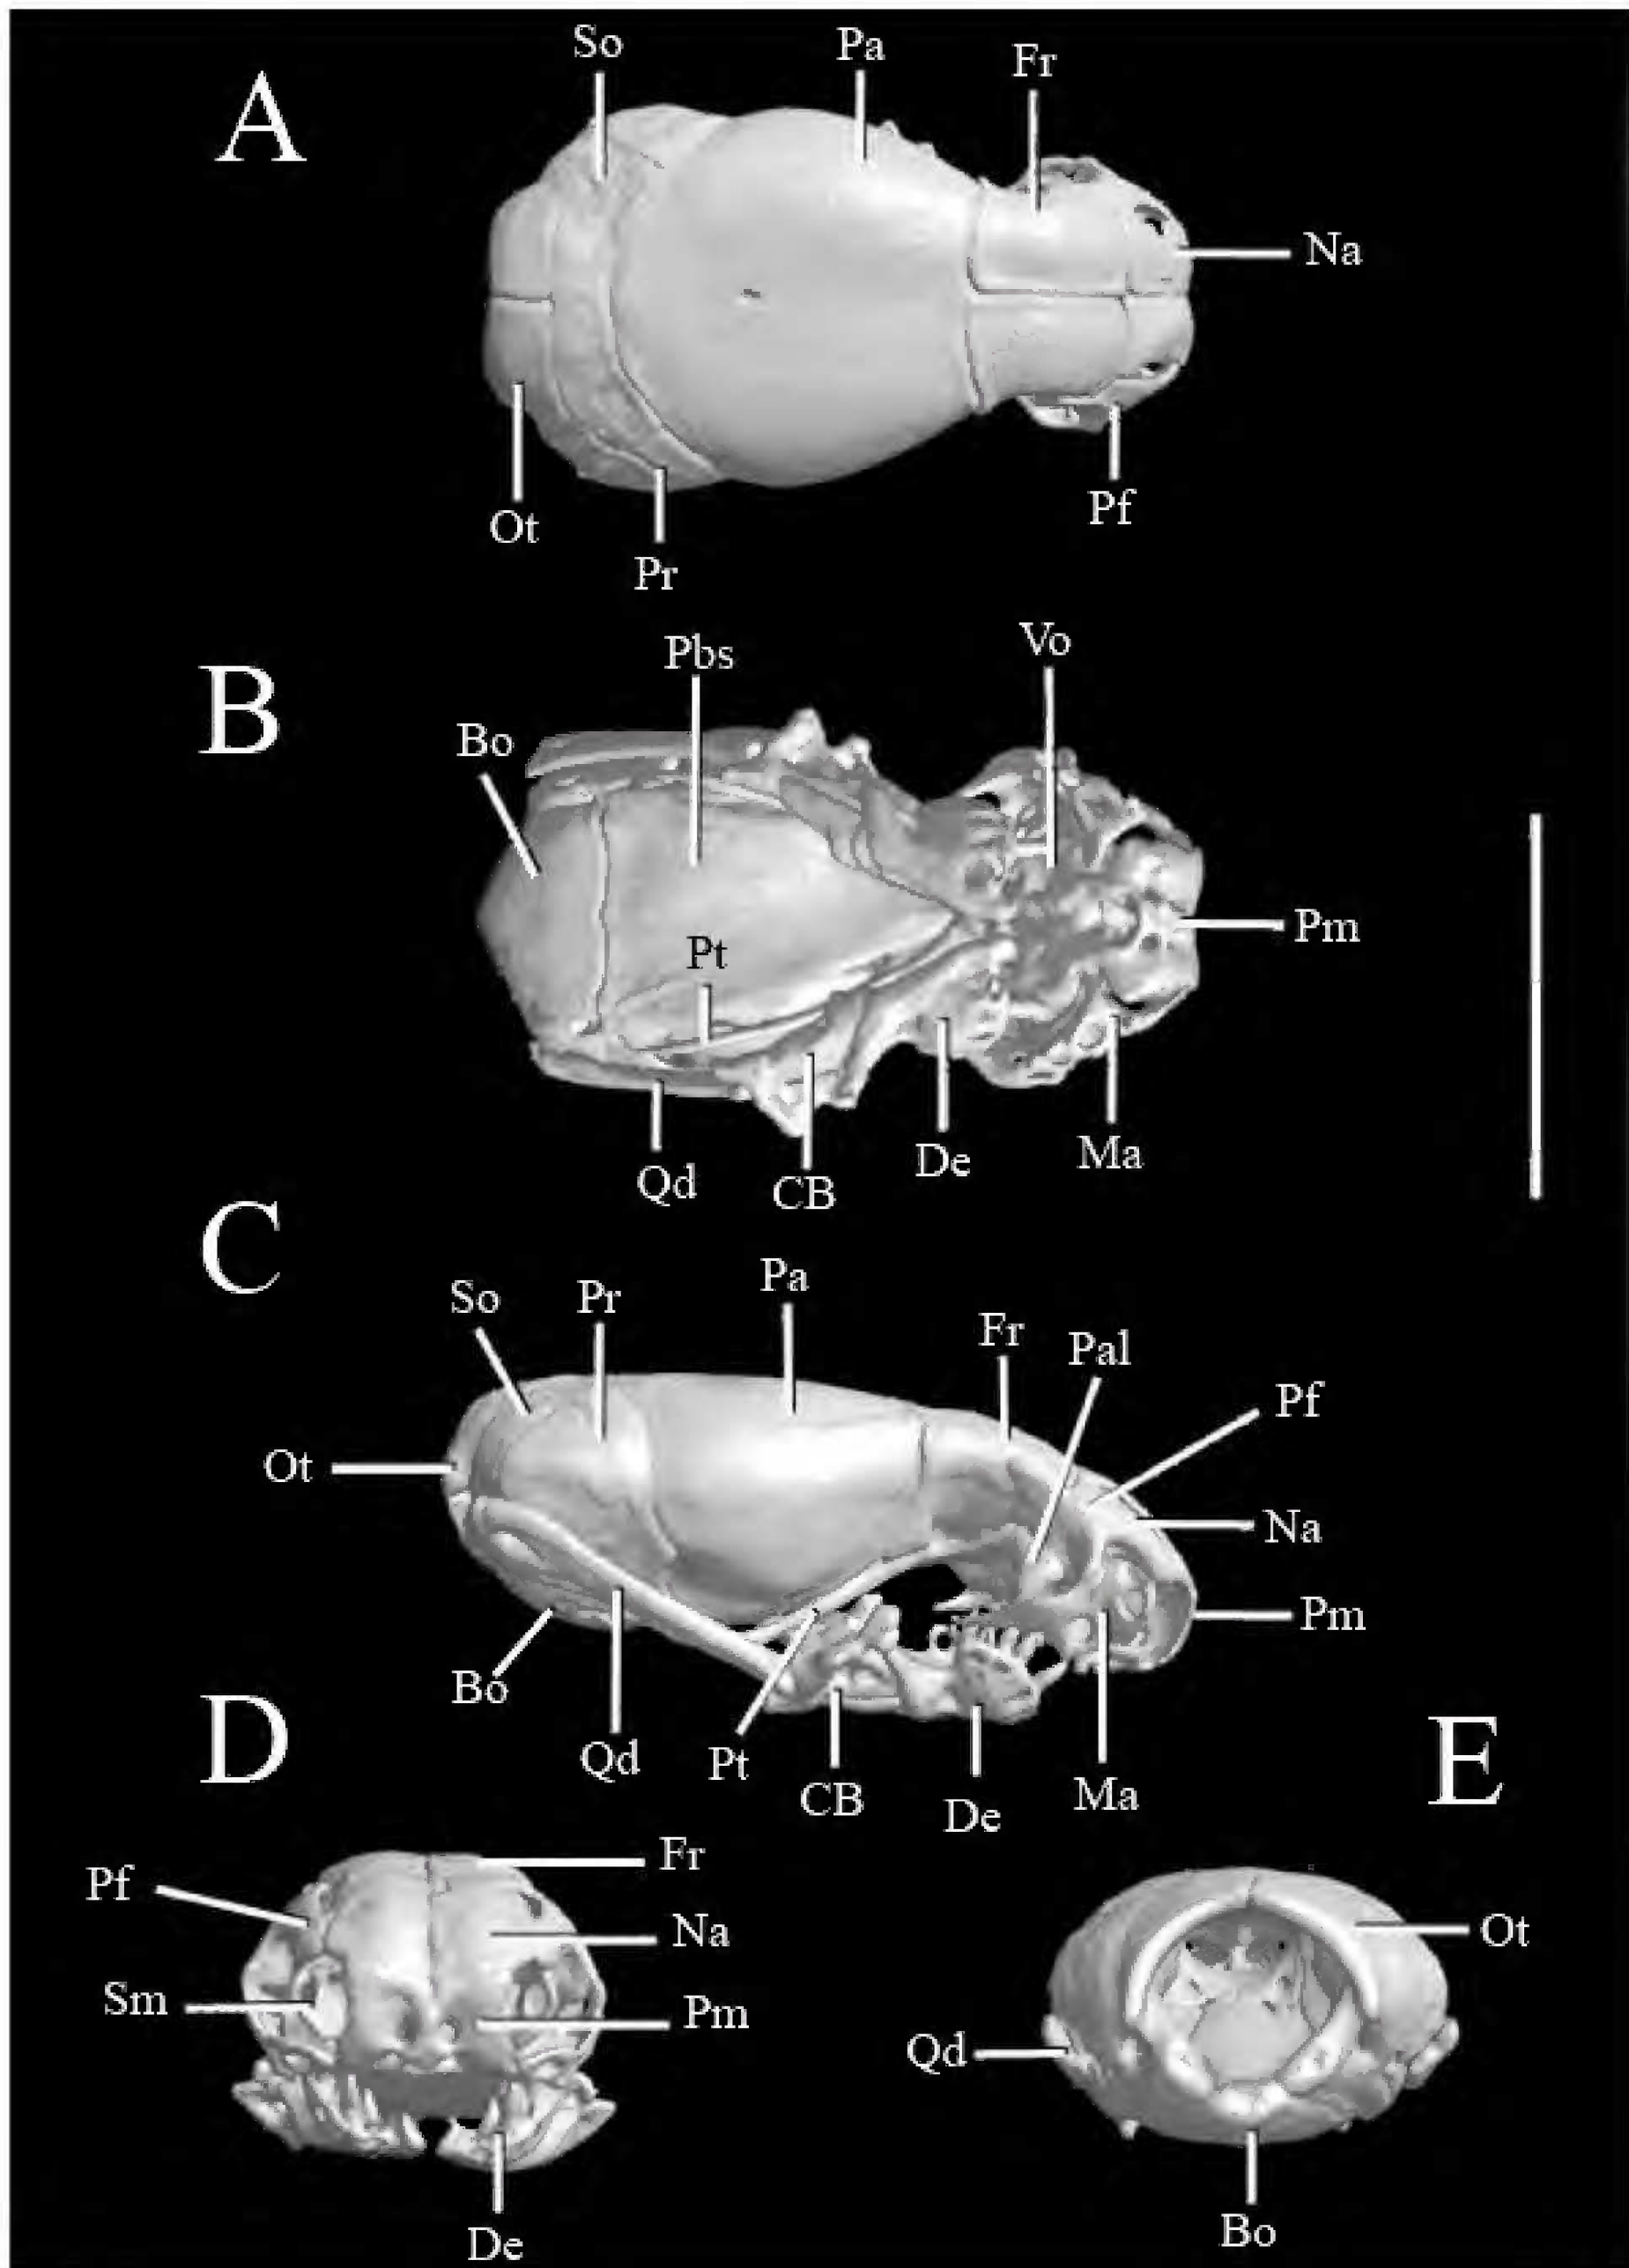 A
So
Pa
Fr
Na
Ot
Pr
Pf
B
Pbs
Vo
Bo
Pt
Pm
Qd
CB
De
Ma
C
So
Pr
Pa
Fr
Pal
Pf
Ot
Na
Pm
Bo
Qd
Pt
CB
De
Ma
D
Pf
Fr
Na
Sm
Pm
De
E
Ot
Qd
Bo